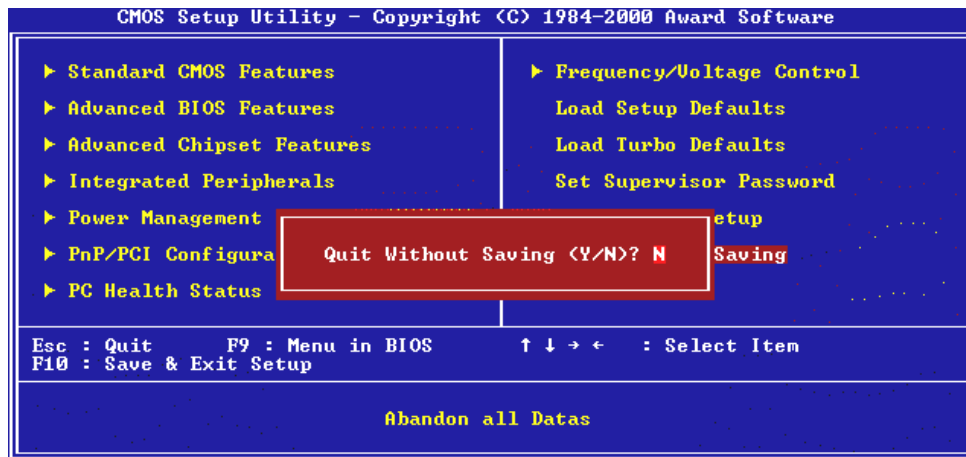 CMOS Setup Utility – Copyright (C) 1984–2000 Award Software
Standard CMOS Features
Advanced BIOS Features
Advanced Chipset Features
Integrated Peripherals
Power Management
PnP/PCI Configura
PC Health Status
Frequency/Voltage Control
Load Setup Defaults
Load Turbo Defaults
Set Supervisor Password
etup
Saving
Quit Without Saving (Y/N)? N
Esc : Quit F9 : Menu in BIOS ↑ ↓ → ← : Select Item
F10 : Save & Exit Setup
Abandon all Datas